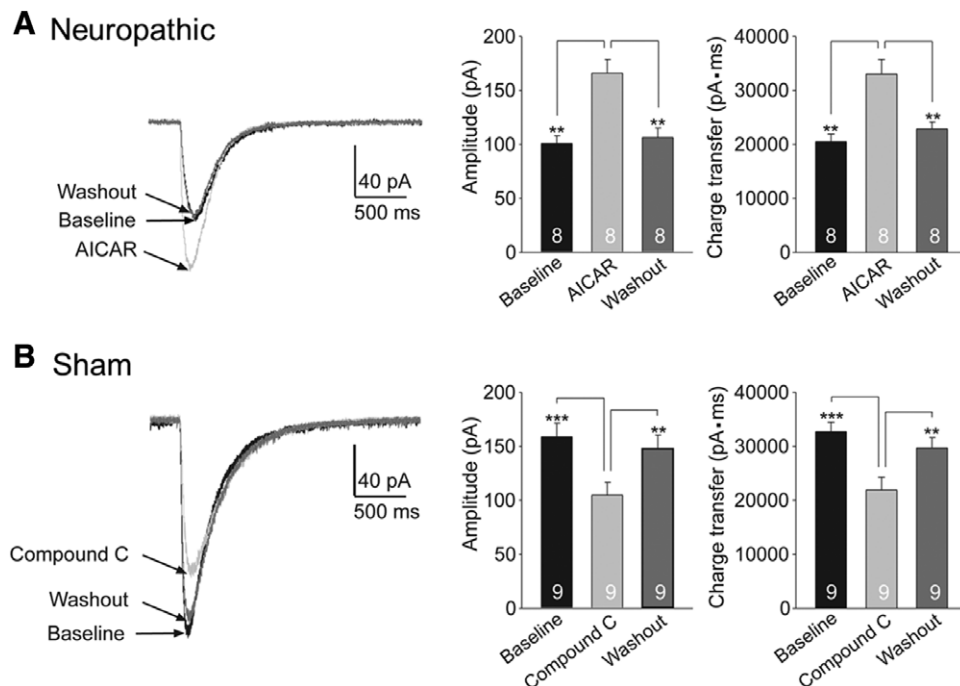 A Neuropathic
Washout
Baseline
AICAR
40 pA
500 ms
Amplitude (pA)
200
150
100
50
0
**
**
8
8
8
Baseline
AICAR
Washout
Charge transfer (pA•ms)
40000
30000
20000
10000
0
**
**
8
8
8
Baseline
AICAR
Washout
B Sham
Compound C
Washout
Baseline
40 pA
500 ms
Amplitude (pA)
200
150
100
50
0
***
**
9
9
9
Baseline
Compound C
Washout
Charge transfer (pA•ms)
40000
30000
20000
10000
0
***
**
9
9
9
Baseline
Compound C
Washout